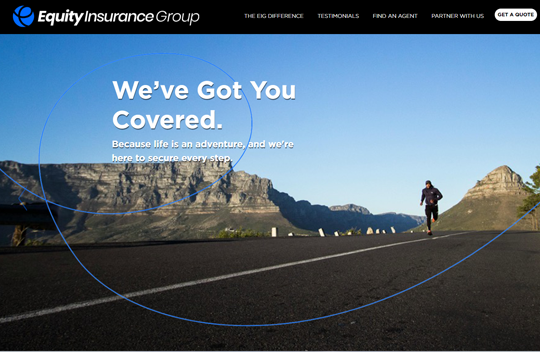 Equity Insurance Group
THE EIG DIFFERENCE TESTIMONIALS FIND AN AGENT PARTNER WITH US GET A QUOTE
We've Got You
Covered.
Because life is an adventure, and we're
here to secure every step.